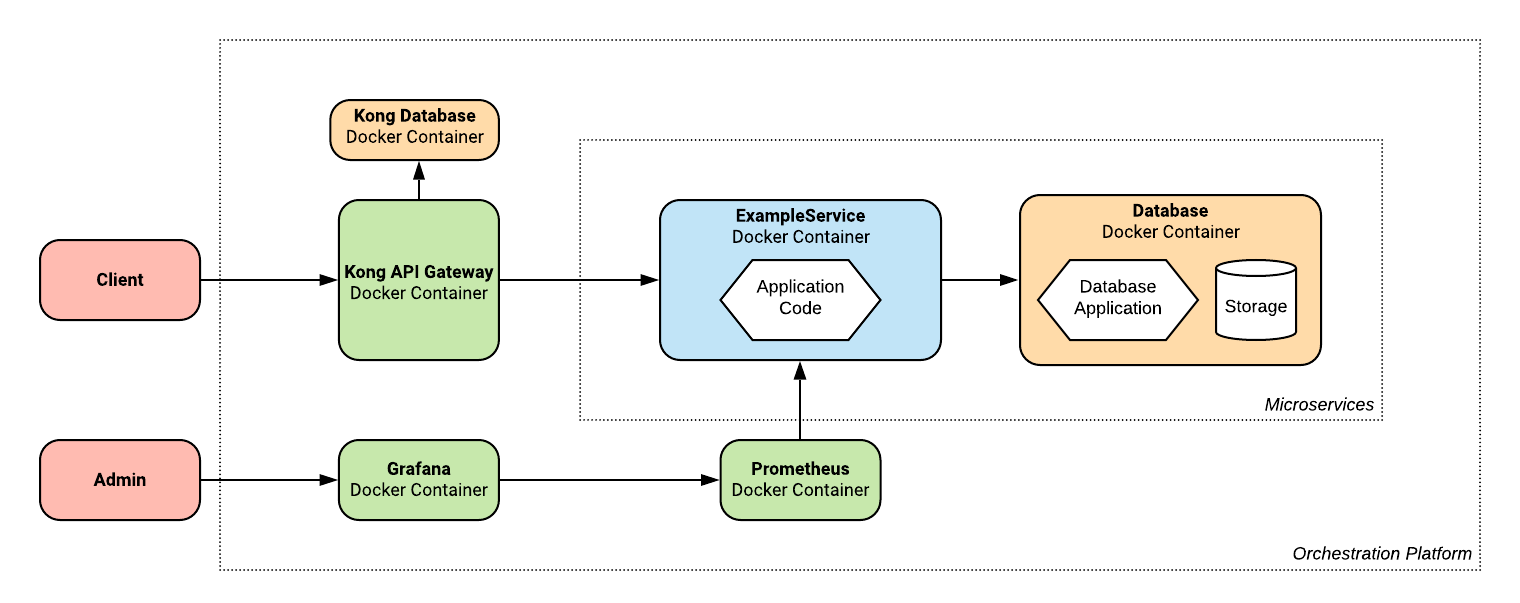 Kong Database
Docker Container
Client
Kong API Gateway
Docker Container
ExampleService
Docker Container
Application
Code
Database
Docker Container
Database
Application
Storage
Microservices
Admin
Grafana
Docker Container
Prometheus
Docker Container
Orchestration Platform